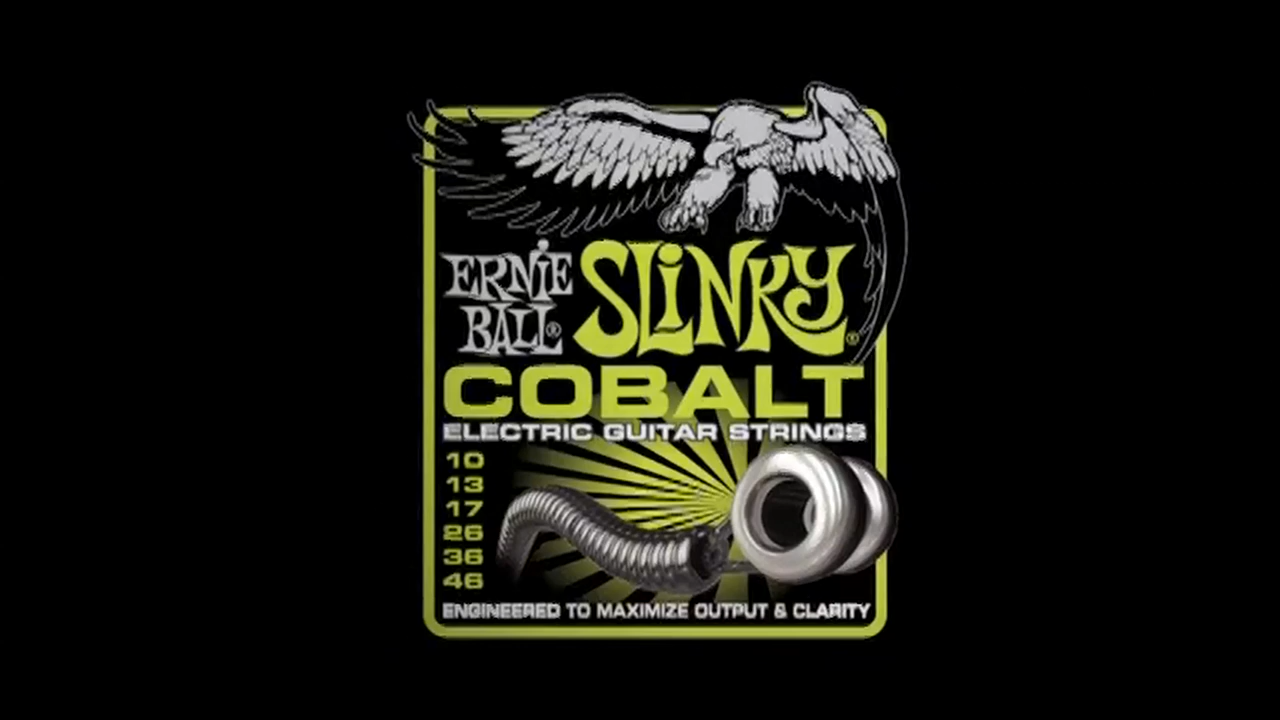 ERNiE BALL® SLiNKY®
COBALT
ELECTRIC GUITAR STRINGS
10
13
17
26
36
46
ENGINEERED TO MAXIMIZE OUTPUT & CLARITY